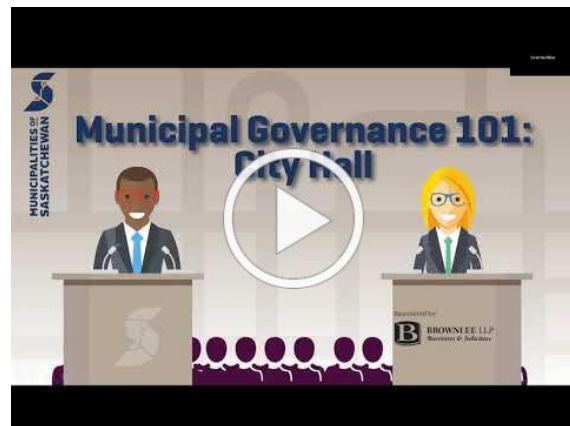 MUNICIPALITIES OF
SASKATCHEWAN
Municipal Governance 101:
City Hall
Sponsored by:
B
BROWNLEE LLP
Barristers & Solicitors